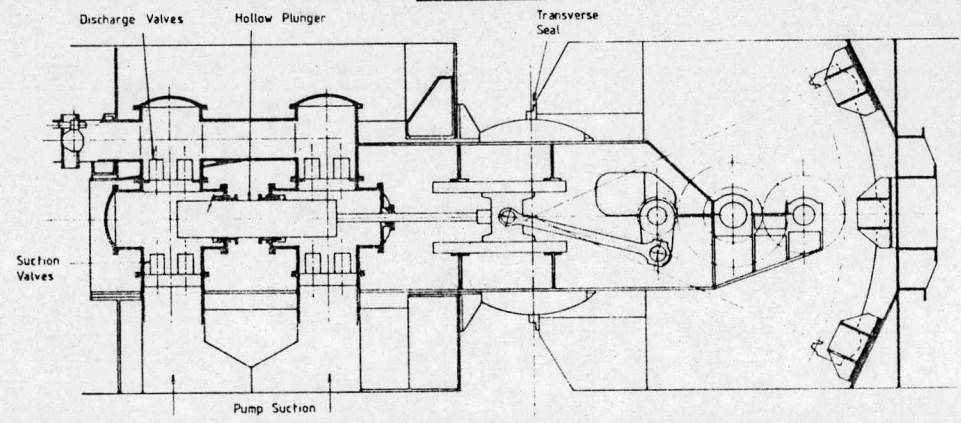 Discharge Valves
Hollow Plunger
Transverse
Seal
Suction
Valves
Pump Suction